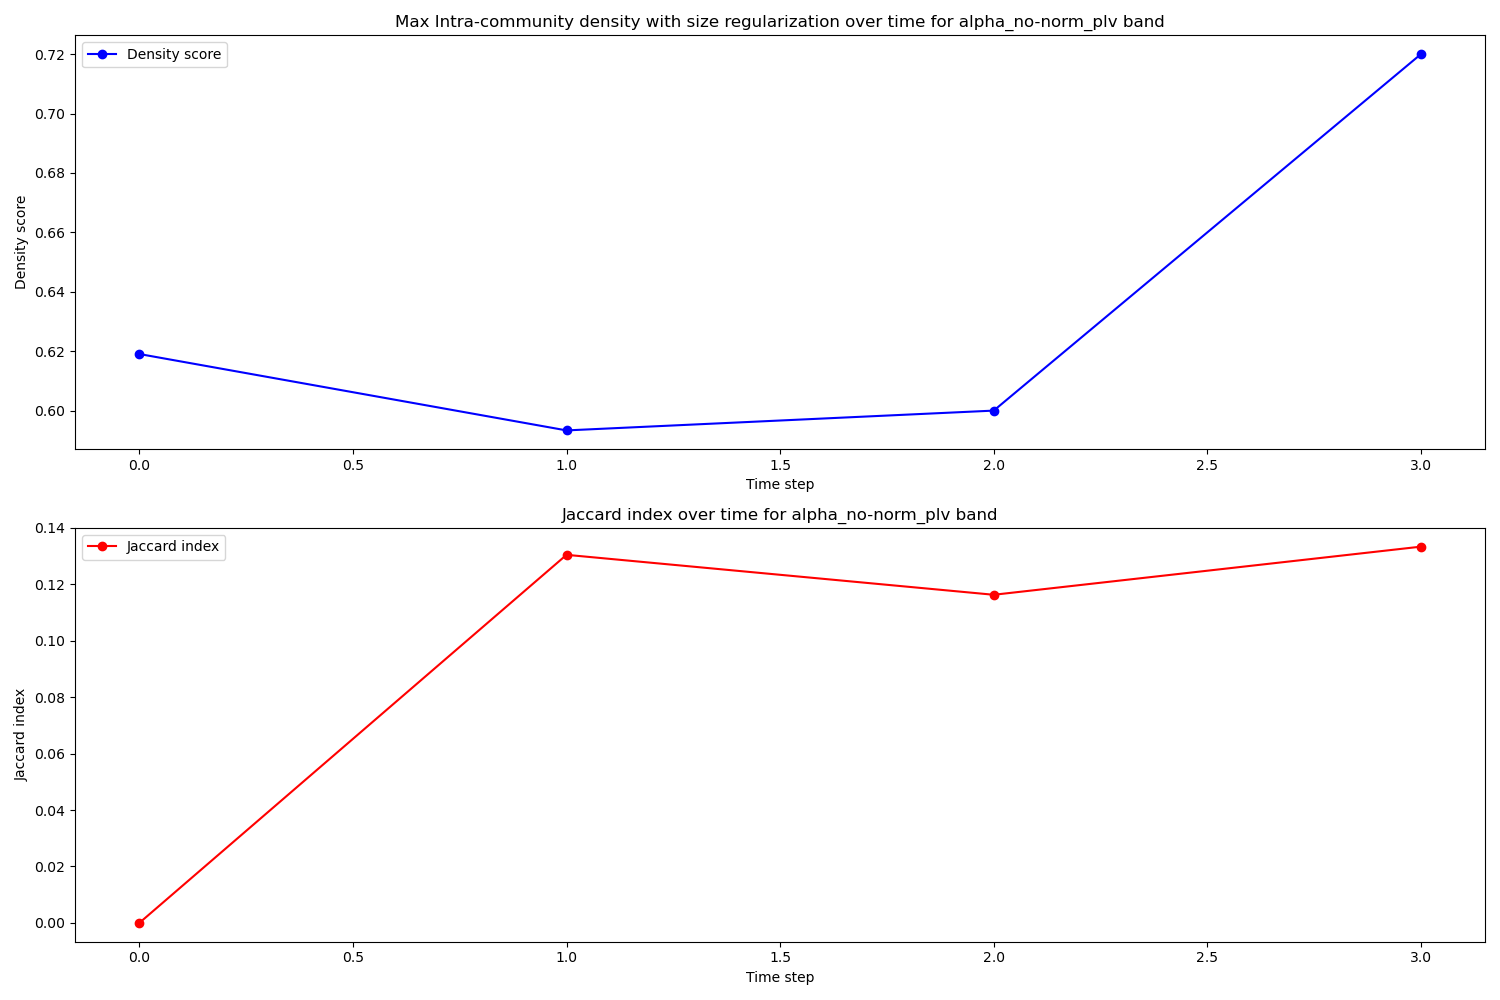 Max Intra-community density with size regularization over time for alpha_no-norm_plv band
Density score
0.72
0.70
0.68
0.66
0.64
0.62
0.60
Density score
0.0 0.5 1.0 1.5 2.0 2.5 3.0
Time step
Jaccard index over time for alpha_no-norm_plv band
Jaccard index
0.14
0.12
0.10
0.08
0.06
0.04
0.02
0.00
Jaccard index
0.0 0.5 1.0 1.5 2.0 2.5 3.0
Time step